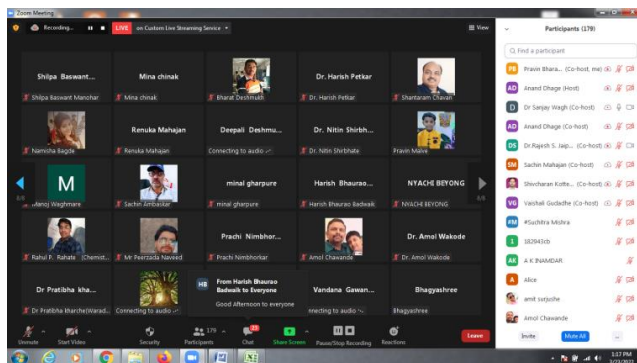 Zoom Meeting
Recording...
LIVE on Custom Live Streaming Service
View
Shilpa Baswant...
Mina chinak
Dr. Harish Petkar
Shilpa Baswant Manohar
Mina chinak
Bharat Deshmukh
Dr. Harish Petkar
Shantaram Chavan
Renuka Mahajan
Deepali Deshmu...
Dr. Nitin Shirbh...
Namisha Bagde
Renuka Mahajan
Connecting to audio
Dr. Nitin Shirbhate
Pravin Malve
M
minal gharpure
Harish Bhaurao...
NYACHI BEYONG
Manoj Waghmare
Sachin Ambaskar
minal gharpure
Harish Bhaurao Badwaik
NYACHI BEYONG
Prachi Nimbhor...
Dr. Amol Wakode
Rahul P. Rahate (Chemist...
Mr Peerzada Naveed
Prachi Nimbhorkar
Amol Chawande
Dr. Amol Wakode
Dr Pratibha kha...
Vandana Gawan...
Bhagyashree
Dr Pratibha kharche(Warad...
Connecting to audio
nnecting to audio
Bhagyashree
HB
From Harish Bhaurao
Badwaik to Everyone
Good Afternoon to everyone
Unmute
Start Video
Security
Participants
179
Chat
Share Screen
Pause/Stop Recording
Reactions
Leave
Participants (179)
Find a participant
PB Pravin Bhara... (Co-host, me)
AD Anand Dhage (Host)
D Dr Sanjay Wagh (Co-host)
AD Anand Dhage (Co-host)
DS Dr.Rajesh S. Jaip... (Co-host)
SM Sachin Mahajan (Co-host)
Shivcharan Kotte... (Co-host)
VG Vaishali Gudadhe (Co-host)
#M #Suchitra Mishra
1 182943cb
AK A K INAMDAR
A Alice
amit surjushe
Amol Chawande
Invite
Mute All
...
1:17 PM